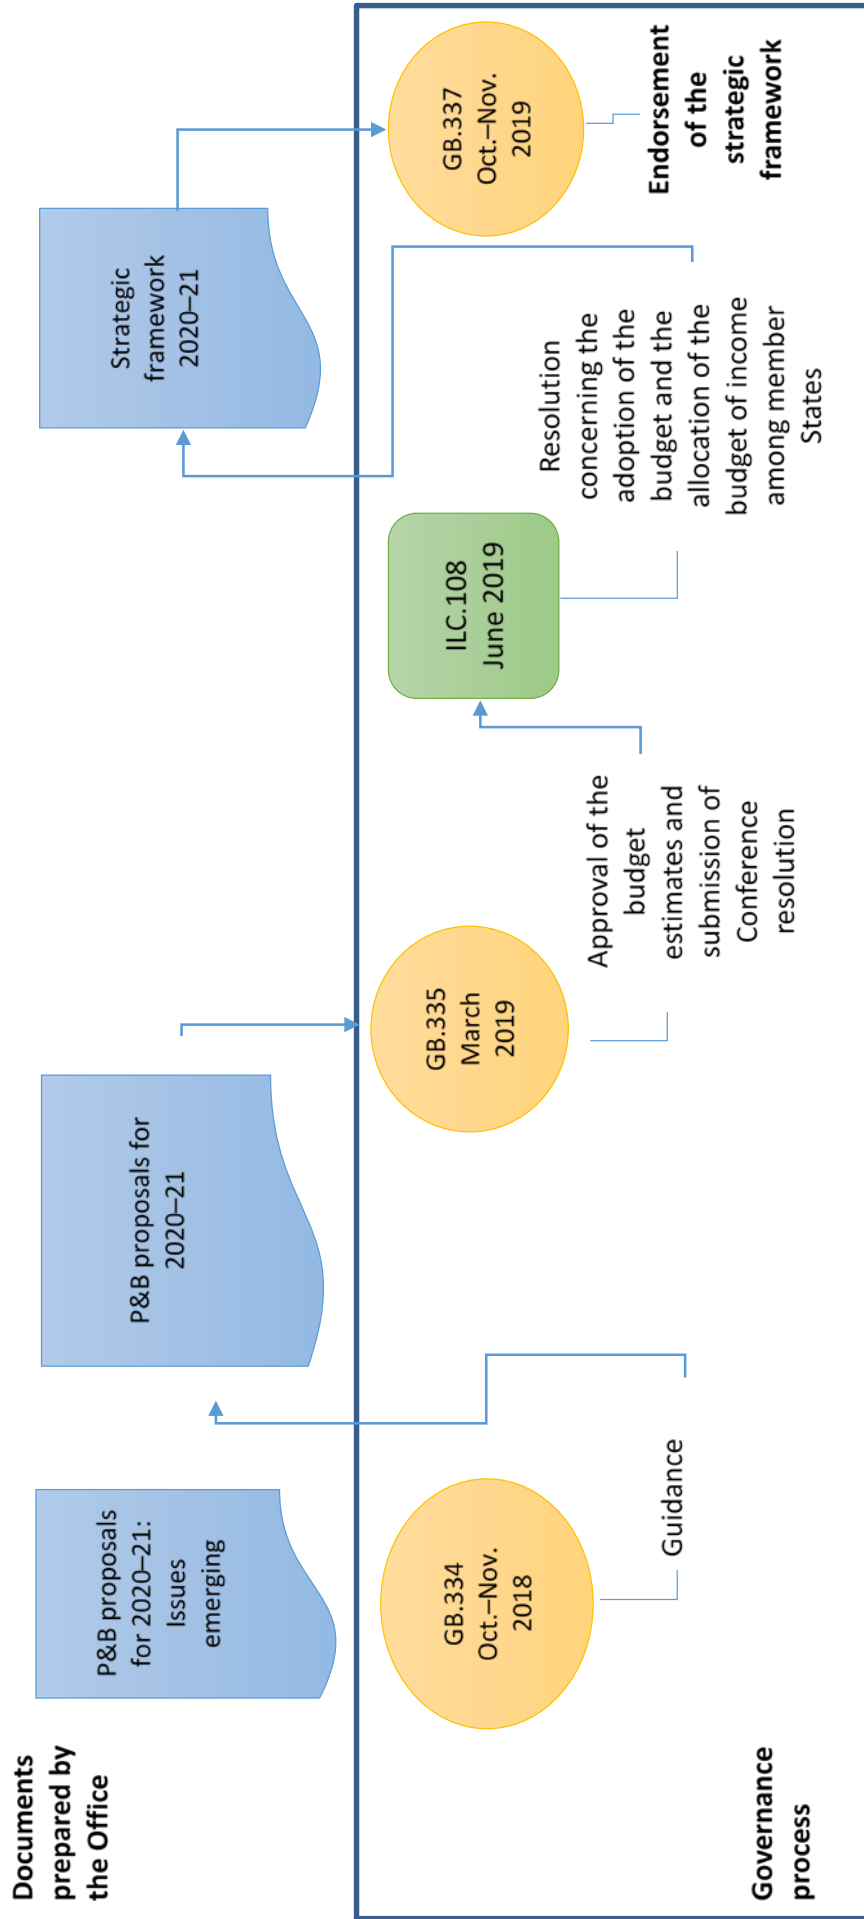 Documents
prepared by
the Office
P&B proposals
for 2020–21:
Issues
emerging
P&B proposals for
2020–21
Strategic
framework
2020–21
Governance
process
GB.334
Oct.–Nov.
2018
Guidance
GB.335
March
2019
Approval of the
budget
estimates and
submission of
Conference
resolution
ILC.108
June 2019
Resolution
concerning the
adoption of the
budget and the
allocation of the
budget of income
among member
States
GB.337
Oct.–Nov.
2019
Endorsement
of the
strategic
framework